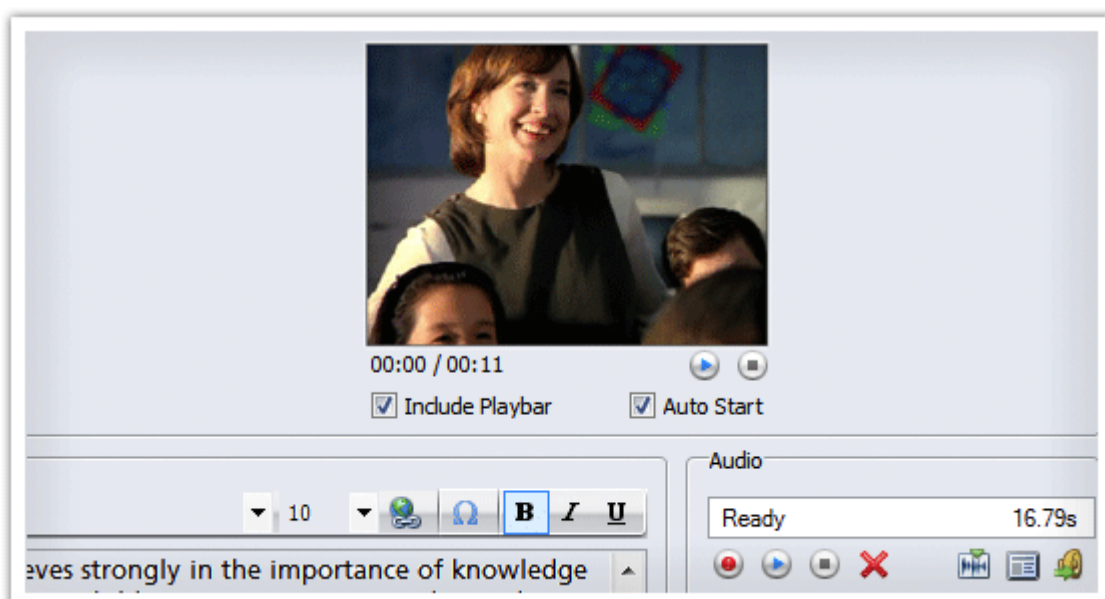 00:00 / 00:11
Include Playbar
Auto Start
Audio
10
Ω
B I U
Ready 16.79s
eves strongly in the importance of knowledge